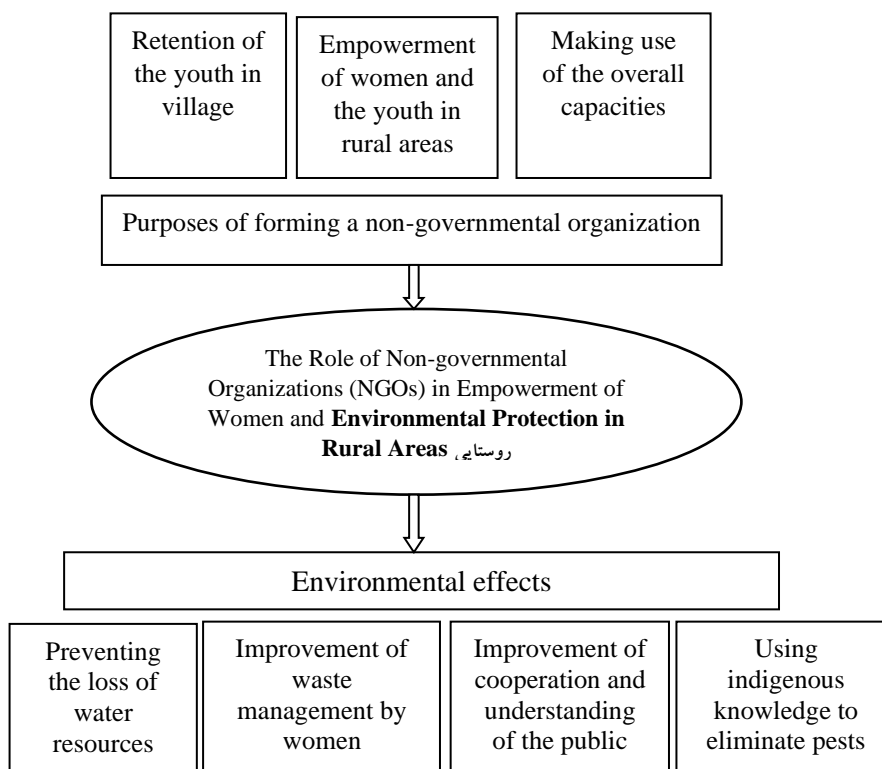 Retention of
the youth in
village
Empowerment
of women and
the youth in
rural areas
Making use
of the overall
capacities
Purposes of forming a non-governmental organization
The Role of Non-governmental
Organizations (NGOs) in Empowerment of
Women and Environmental Protection in
Rural Areas روستایی
Environmental effects
Preventing
the loss of
water
resources
Improvement of
waste
management by
women
Improvement of
cooperation and
understanding
of the public
Using
indigenous
knowledge to
eliminate pests